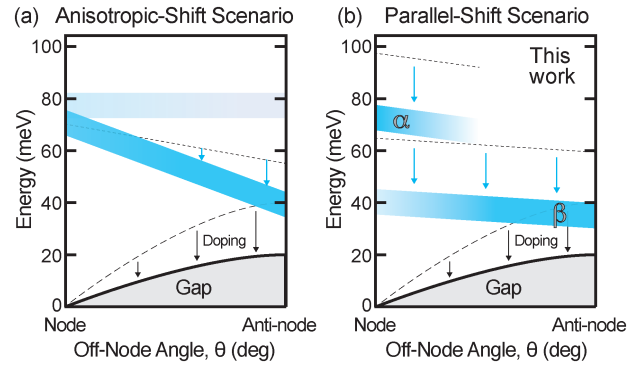 (a) Anisotropic-Shift Scenario
100
80
60
40
20
0
Energy (meV)
Doping
Gap
Node
Anti-node
Off-Node Angle, θ (deg)
(b) Parallel-Shift Scenario
This
work
100
80
60
40
20
0
Energy (meV)
α
β
Doping
Gap
Node
Anti-node
Off-Node Angle, θ (deg)